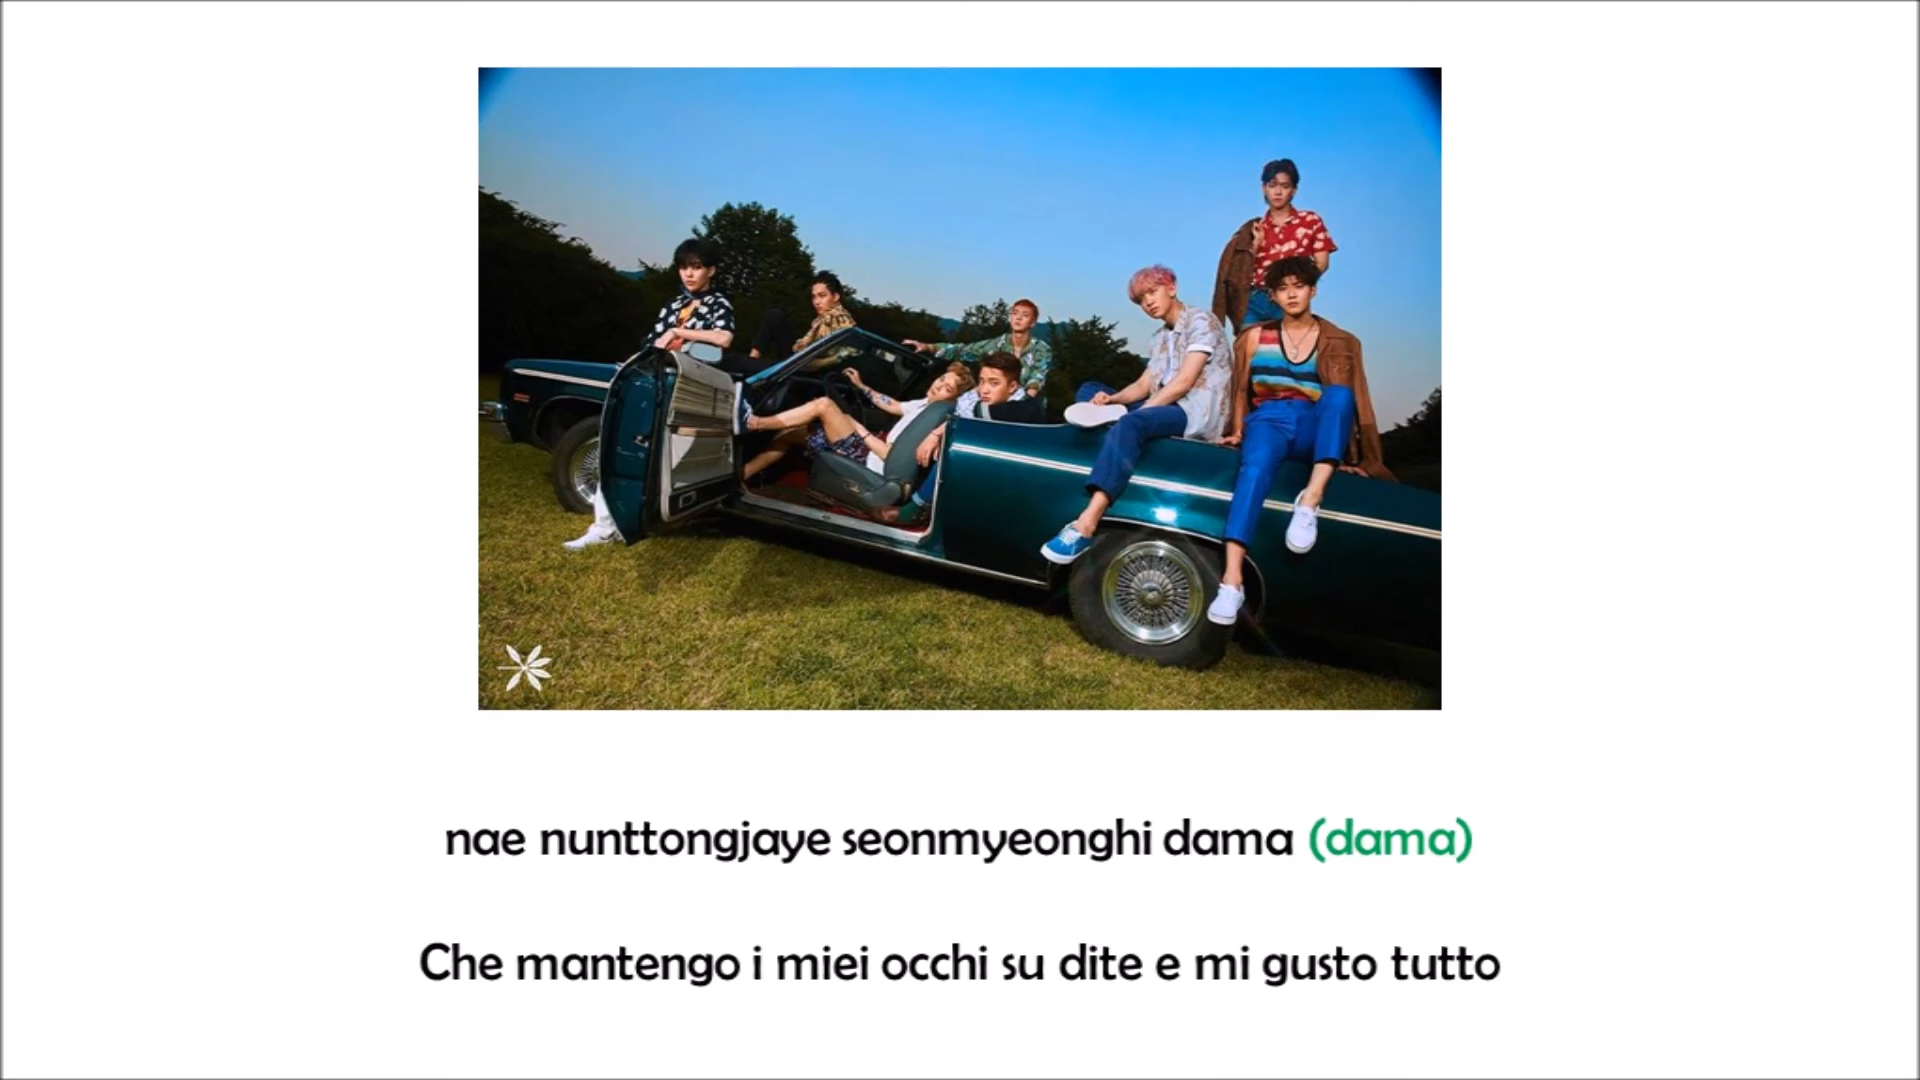 nae nunttongjaye seonmyeonghi dama (dama)
Che mantengo i miei occhi su dite e mi gusto tutto